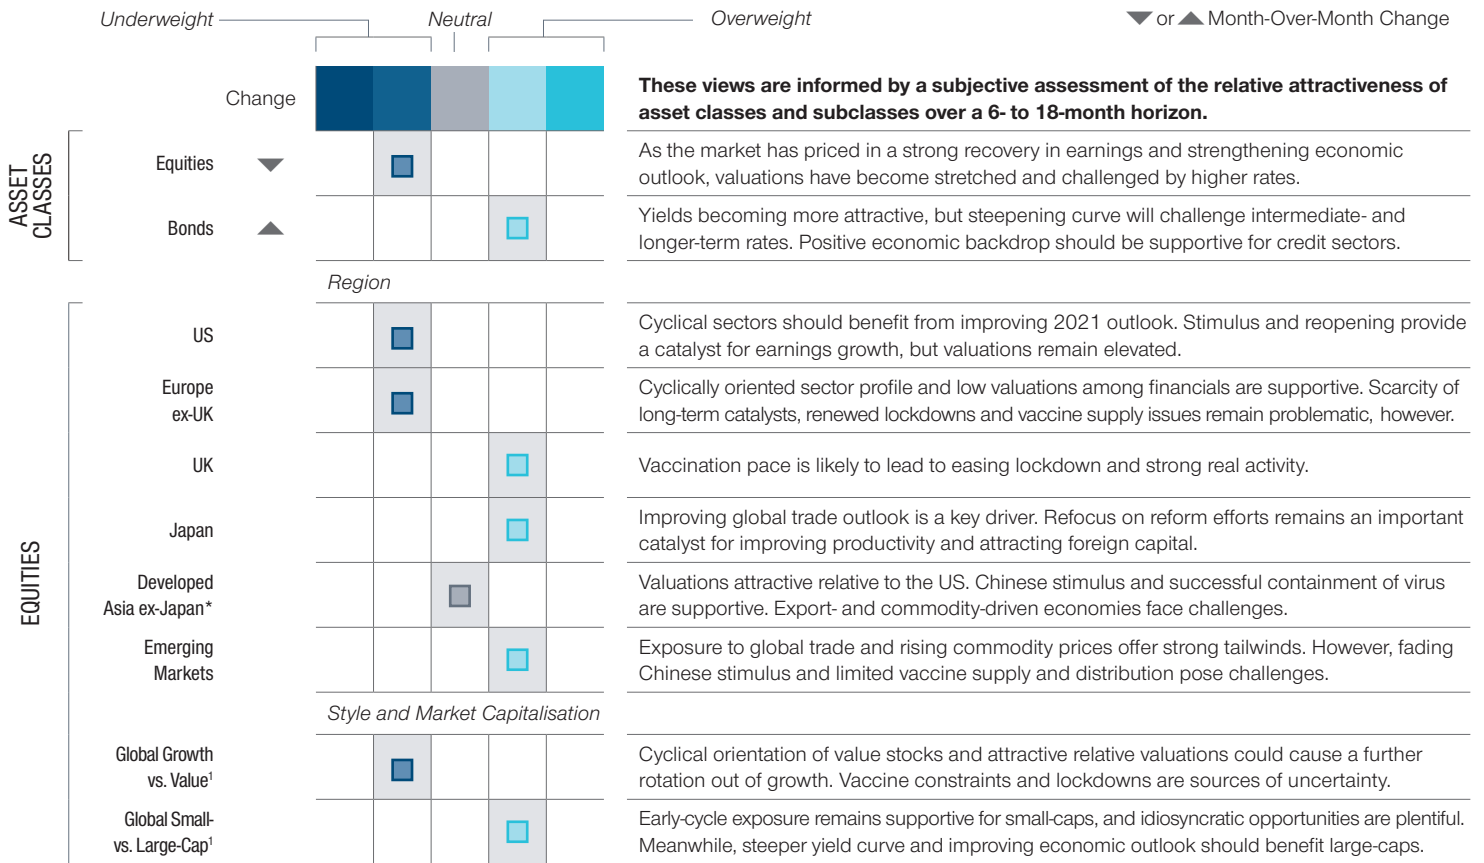 Underweight Neutral Overweight ▼ or ▲ Month-Over-Month Change
Change
These views are informed by a subjective assessment of the relative attractiveness of
asset classes and subclasses over a 6- to 18-month horizon.
ASSET
CLASSES
Equities ▼
As the market has priced in a strong recovery in earnings and strengthening economic
outlook, valuations have become stretched and challenged by higher rates.
Bonds ▲
Yields becoming more attractive, but steepening curve will challenge intermediate- and
longer-term rates. Positive economic backdrop should be supportive for credit sectors.
Region
EQUITIES
US
Cyclical sectors should benefit from improving 2021 outlook. Stimulus and reopening provide
a catalyst for earnings growth, but valuations remain elevated.
Europe
ex-UK
Cyclically oriented sector profile and low valuations among financials are supportive. Scarcity of
long-term catalysts, renewed lockdowns and vaccine supply issues remain problematic, however.
UK
Vaccination pace is likely to lead to easing lockdown and strong real activity.
Japan
Improving global trade outlook is a key driver. Refocus on reform efforts remains an important
catalyst for improving productivity and attracting foreign capital.
Developed
Asia ex-Japan*
Valuations attractive relative to the US. Chinese stimulus and successful containment of virus
are supportive. Export- and commodity-driven economies face challenges.
Emerging
Markets
Exposure to global trade and rising commodity prices offer strong tailwinds. However, fading
Chinese stimulus and limited vaccine supply and distribution pose challenges.
Style and Market Capitalisation
Global Growth
vs. Value¹
Cyclical orientation of value stocks and attractive relative valuations could cause a further
rotation out of growth. Vaccine constraints and lockdowns are sources of uncertainty.
Global Small-
vs. Large-Cap¹
Early-cycle exposure remains supportive for small-caps, and idiosyncratic opportunities are plentiful.
Meanwhile, steeper yield curve and improving economic outlook should benefit large-caps.